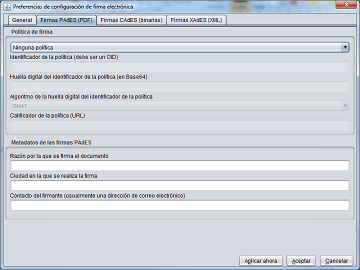 Preferencias de configuración de firma electrónica
General
Firmas PAdES (PDF)
Firmas CAdES (binarias)
Firmas XAdES (XML)
Política de firma
Ninguna política
Identificador de la política (debe ser un OID)
Huella digital del identificador de la política (en Base64)
Algoritmo de la huella digital del identificador de la política
SHA1
Calificador de la política (URL)
Metadatos de las firmas PAdES
Razón por la que se firma el documento
Ciudad en la que se realiza la firma
Contacto del firmante (usualmente una dirección de correo electrónico)
Aplicar ahora
Aceptar
Cancelar